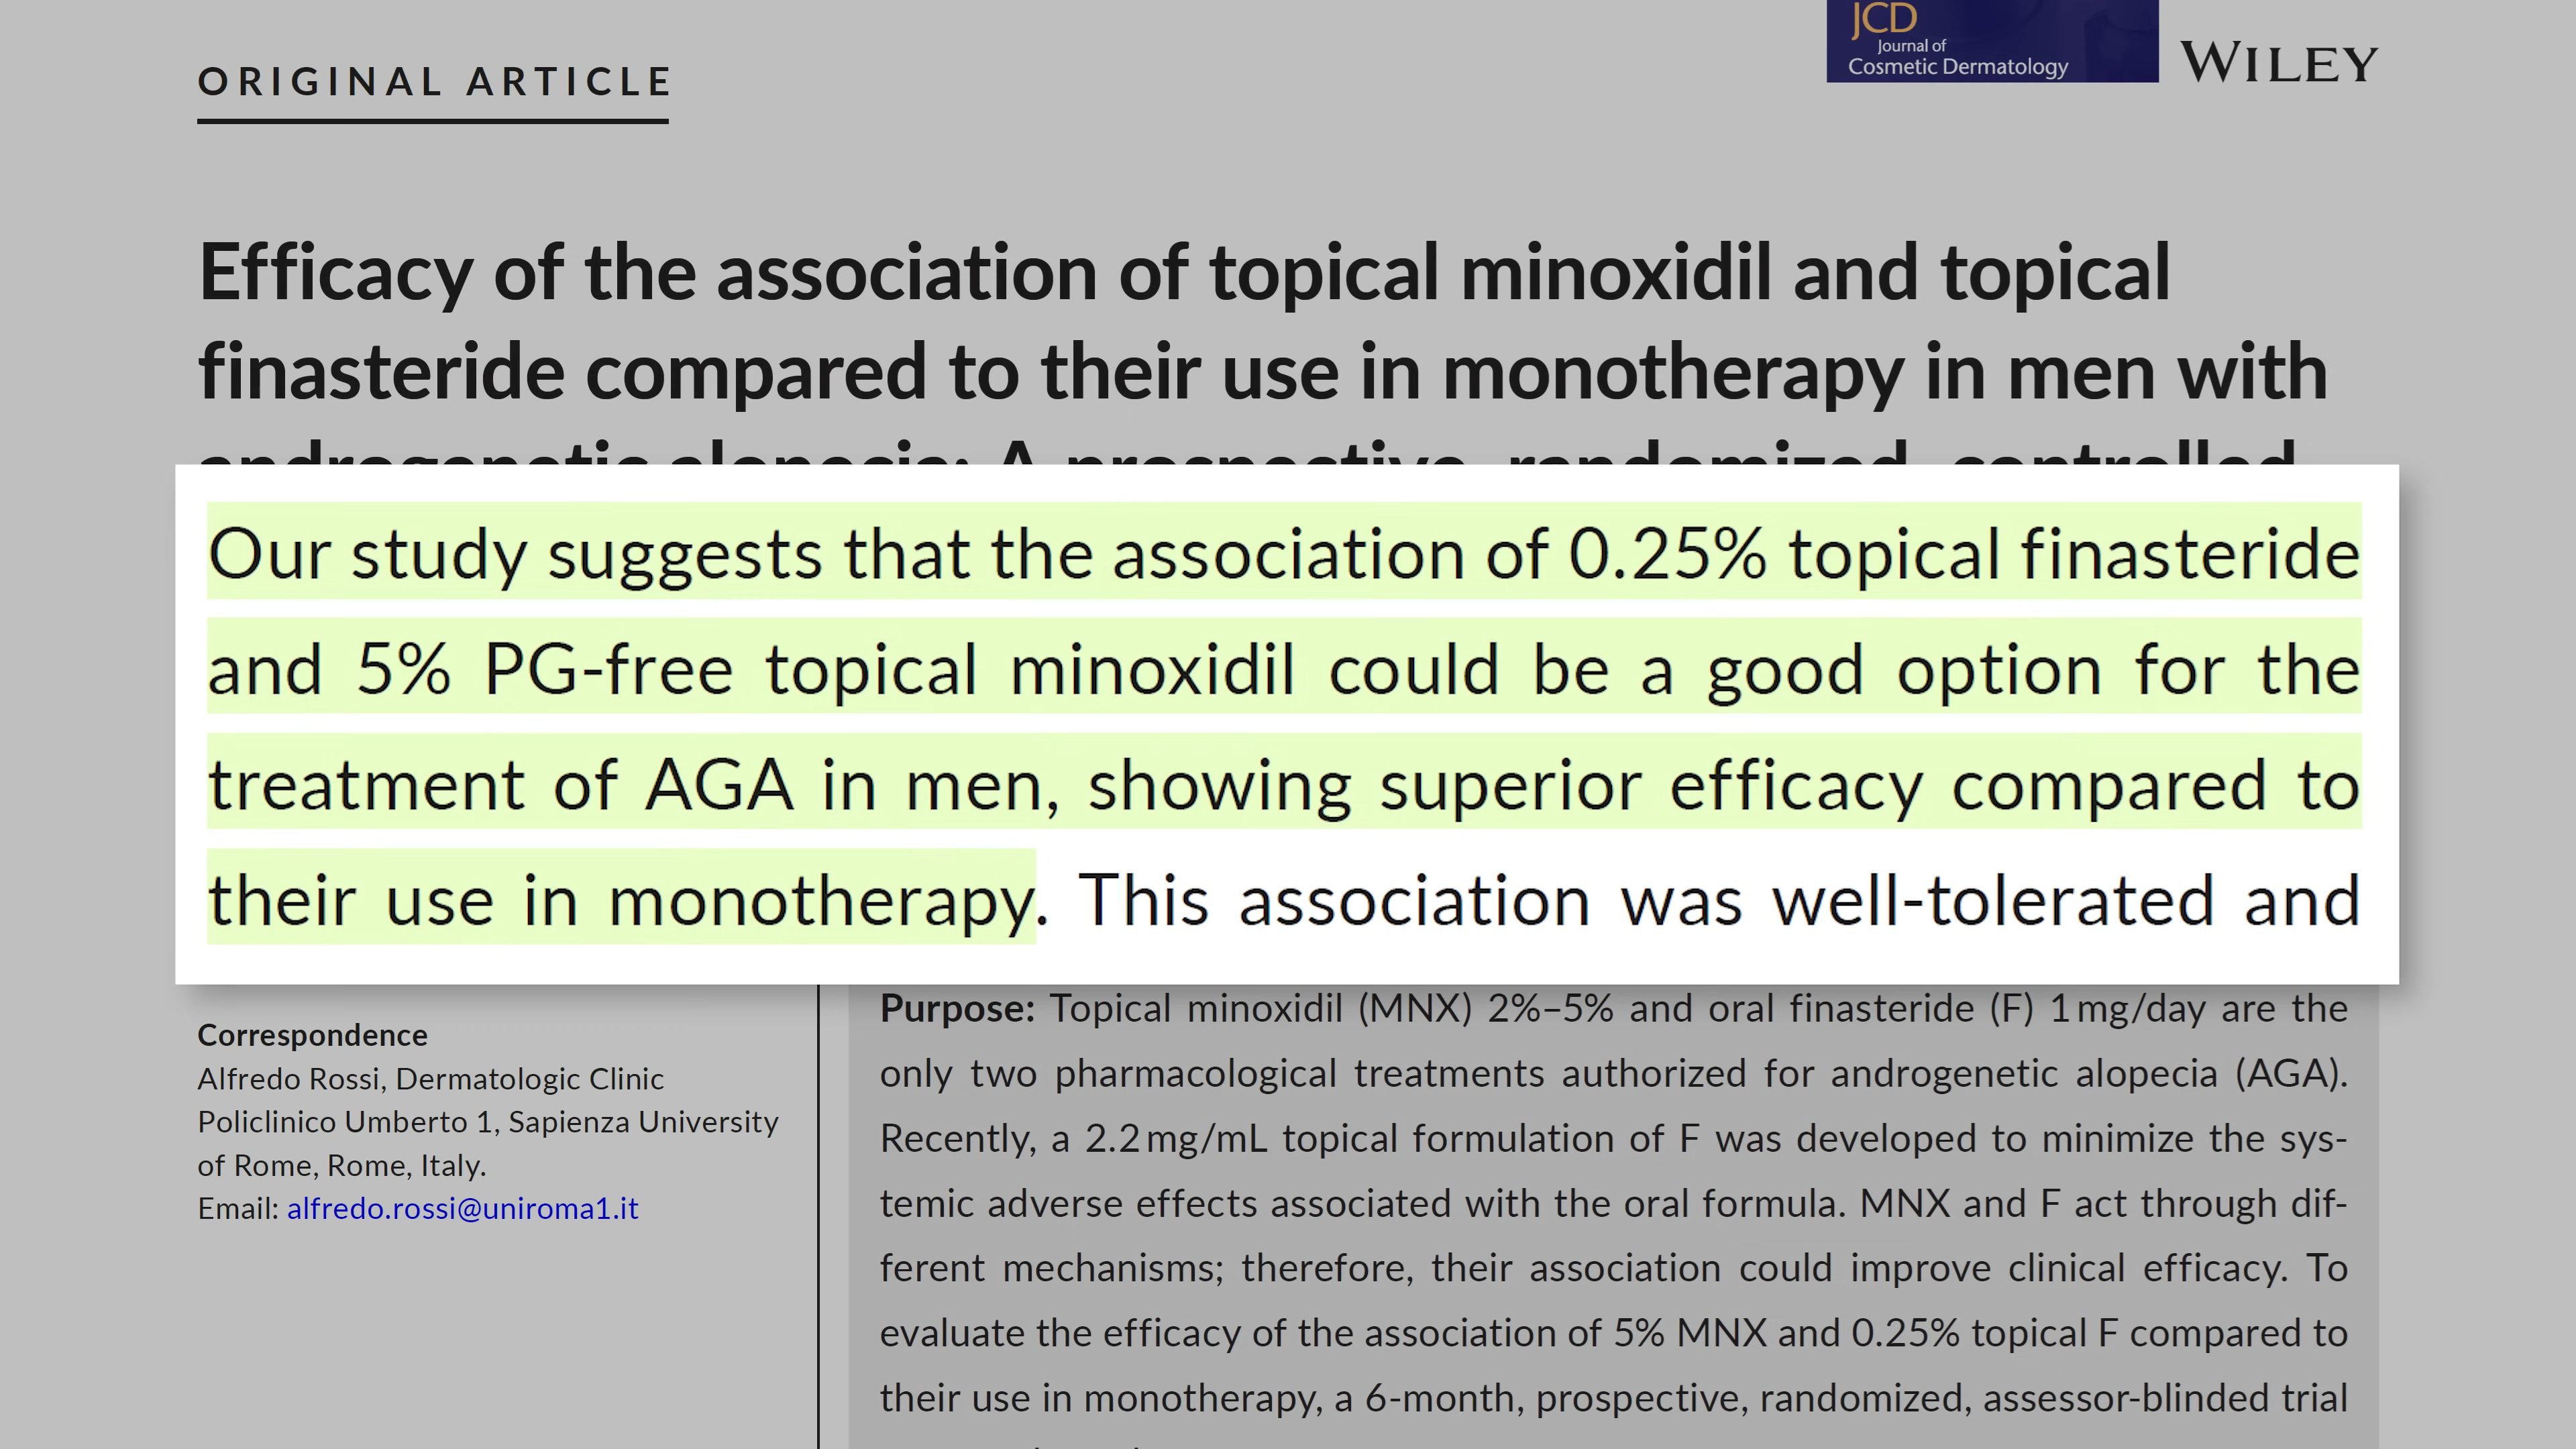 JCD
Journal of
Cosmetic Dermatology
WILEY
ORIGINAL ARTICLE
Efficacy of the association of topical minoxidil and topical
finasteride compared to their use in monotherapy in men with
androgenetic alopecia: A prospective, randomized, controlled
Our study suggests that the association of 0.25% topical finasteride
and 5% PG-free topical minoxidil could be a good option for the
treatment of AGA in men, showing superior efficacy compared to
their use in monotherapy. This association was well-tolerated and
Correspondence
Alfredo Rossi, Dermatologic Clinic
Policlinico Umberto 1, Sapienza University
of Rome, Rome, Italy.
Email: alfredo.rossi@uniroma1.it
Purpose: Topical minoxidil (MNX) 2%–5% and oral finasteride (F) 1 mg/day are the
only two pharmacological treatments authorized for androgenetic alopecia (AGA).
Recently, a 2.2 mg/mL topical formulation of F was developed to minimize the sys-
temic adverse effects associated with the oral formula. MNX and F act through dif-
ferent mechanisms; therefore, their association could improve clinical efficacy. To
evaluate the efficacy of the association of 5% MNX and 0.25% topical F compared to
their use in monotherapy, a 6-month, prospective, randomized, assessor-blinded trial